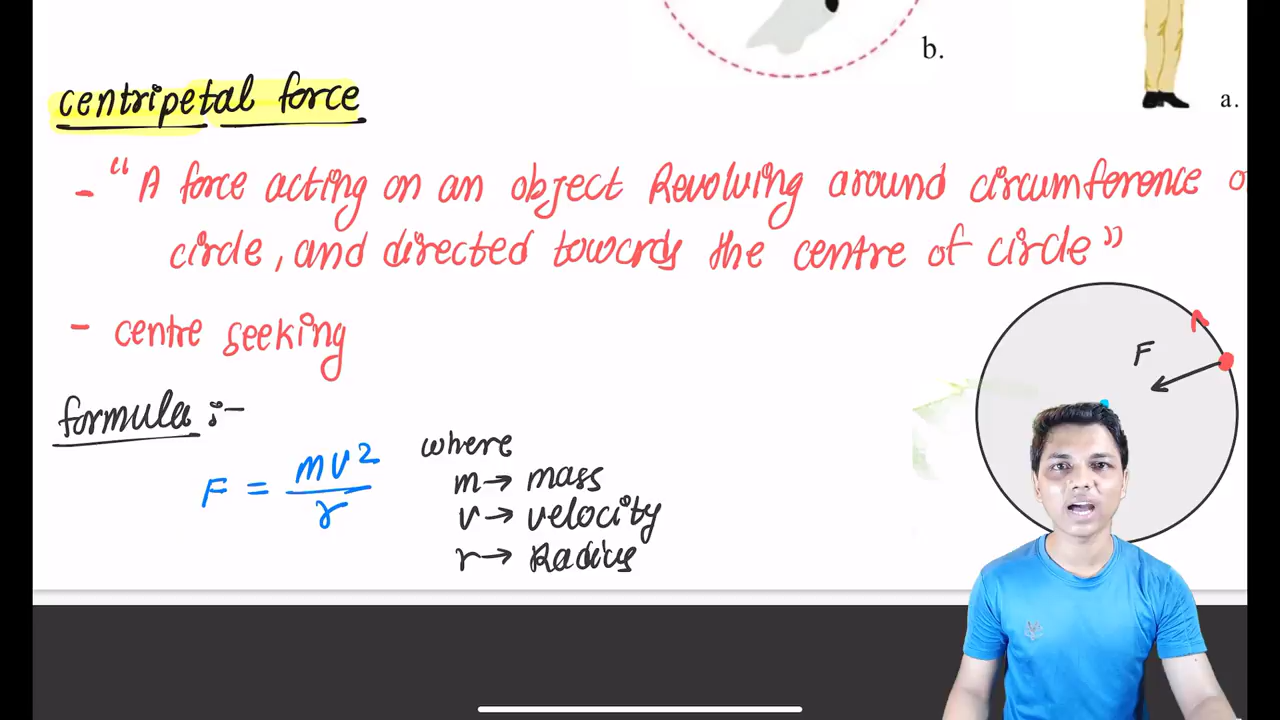 b.
a.
centripetal force
- "A force acting on an object Revolving around circumference o
circle, and directed towards the centre of circle"
- centre seeking
F
formula :-
F = mv²/r
where
m → mass
v → velocity
r → Radius